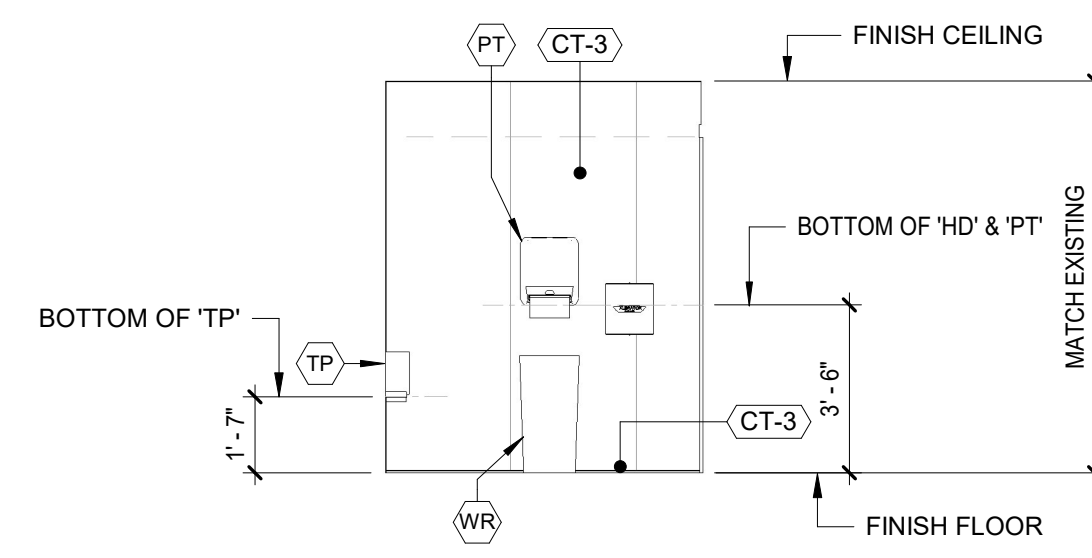 PT
CT-3
FINISH CEILING
BOTTOM OF 'HD' & 'PT'
MATCH EXISTING
BOTTOM OF 'TP'
TP
1' - 7"
3' - 6"
CT-3
WR
FINISH FLOOR